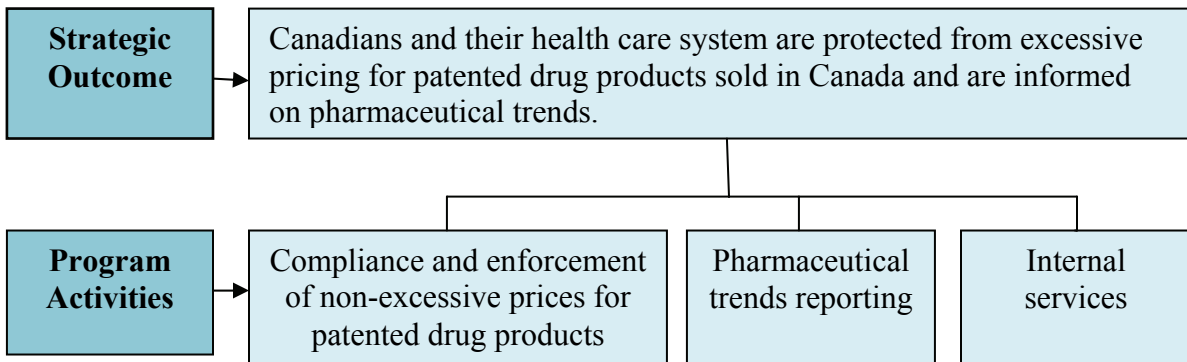 Strategic
Outcome
Canadians and their health care system are protected from excessive
pricing for patented drug products sold in Canada and are informed
on pharmaceutical trends.
Program
Activities
Compliance and enforcement
of non-excessive prices for
patented drug products
Pharmaceutical
trends reporting
Internal
services